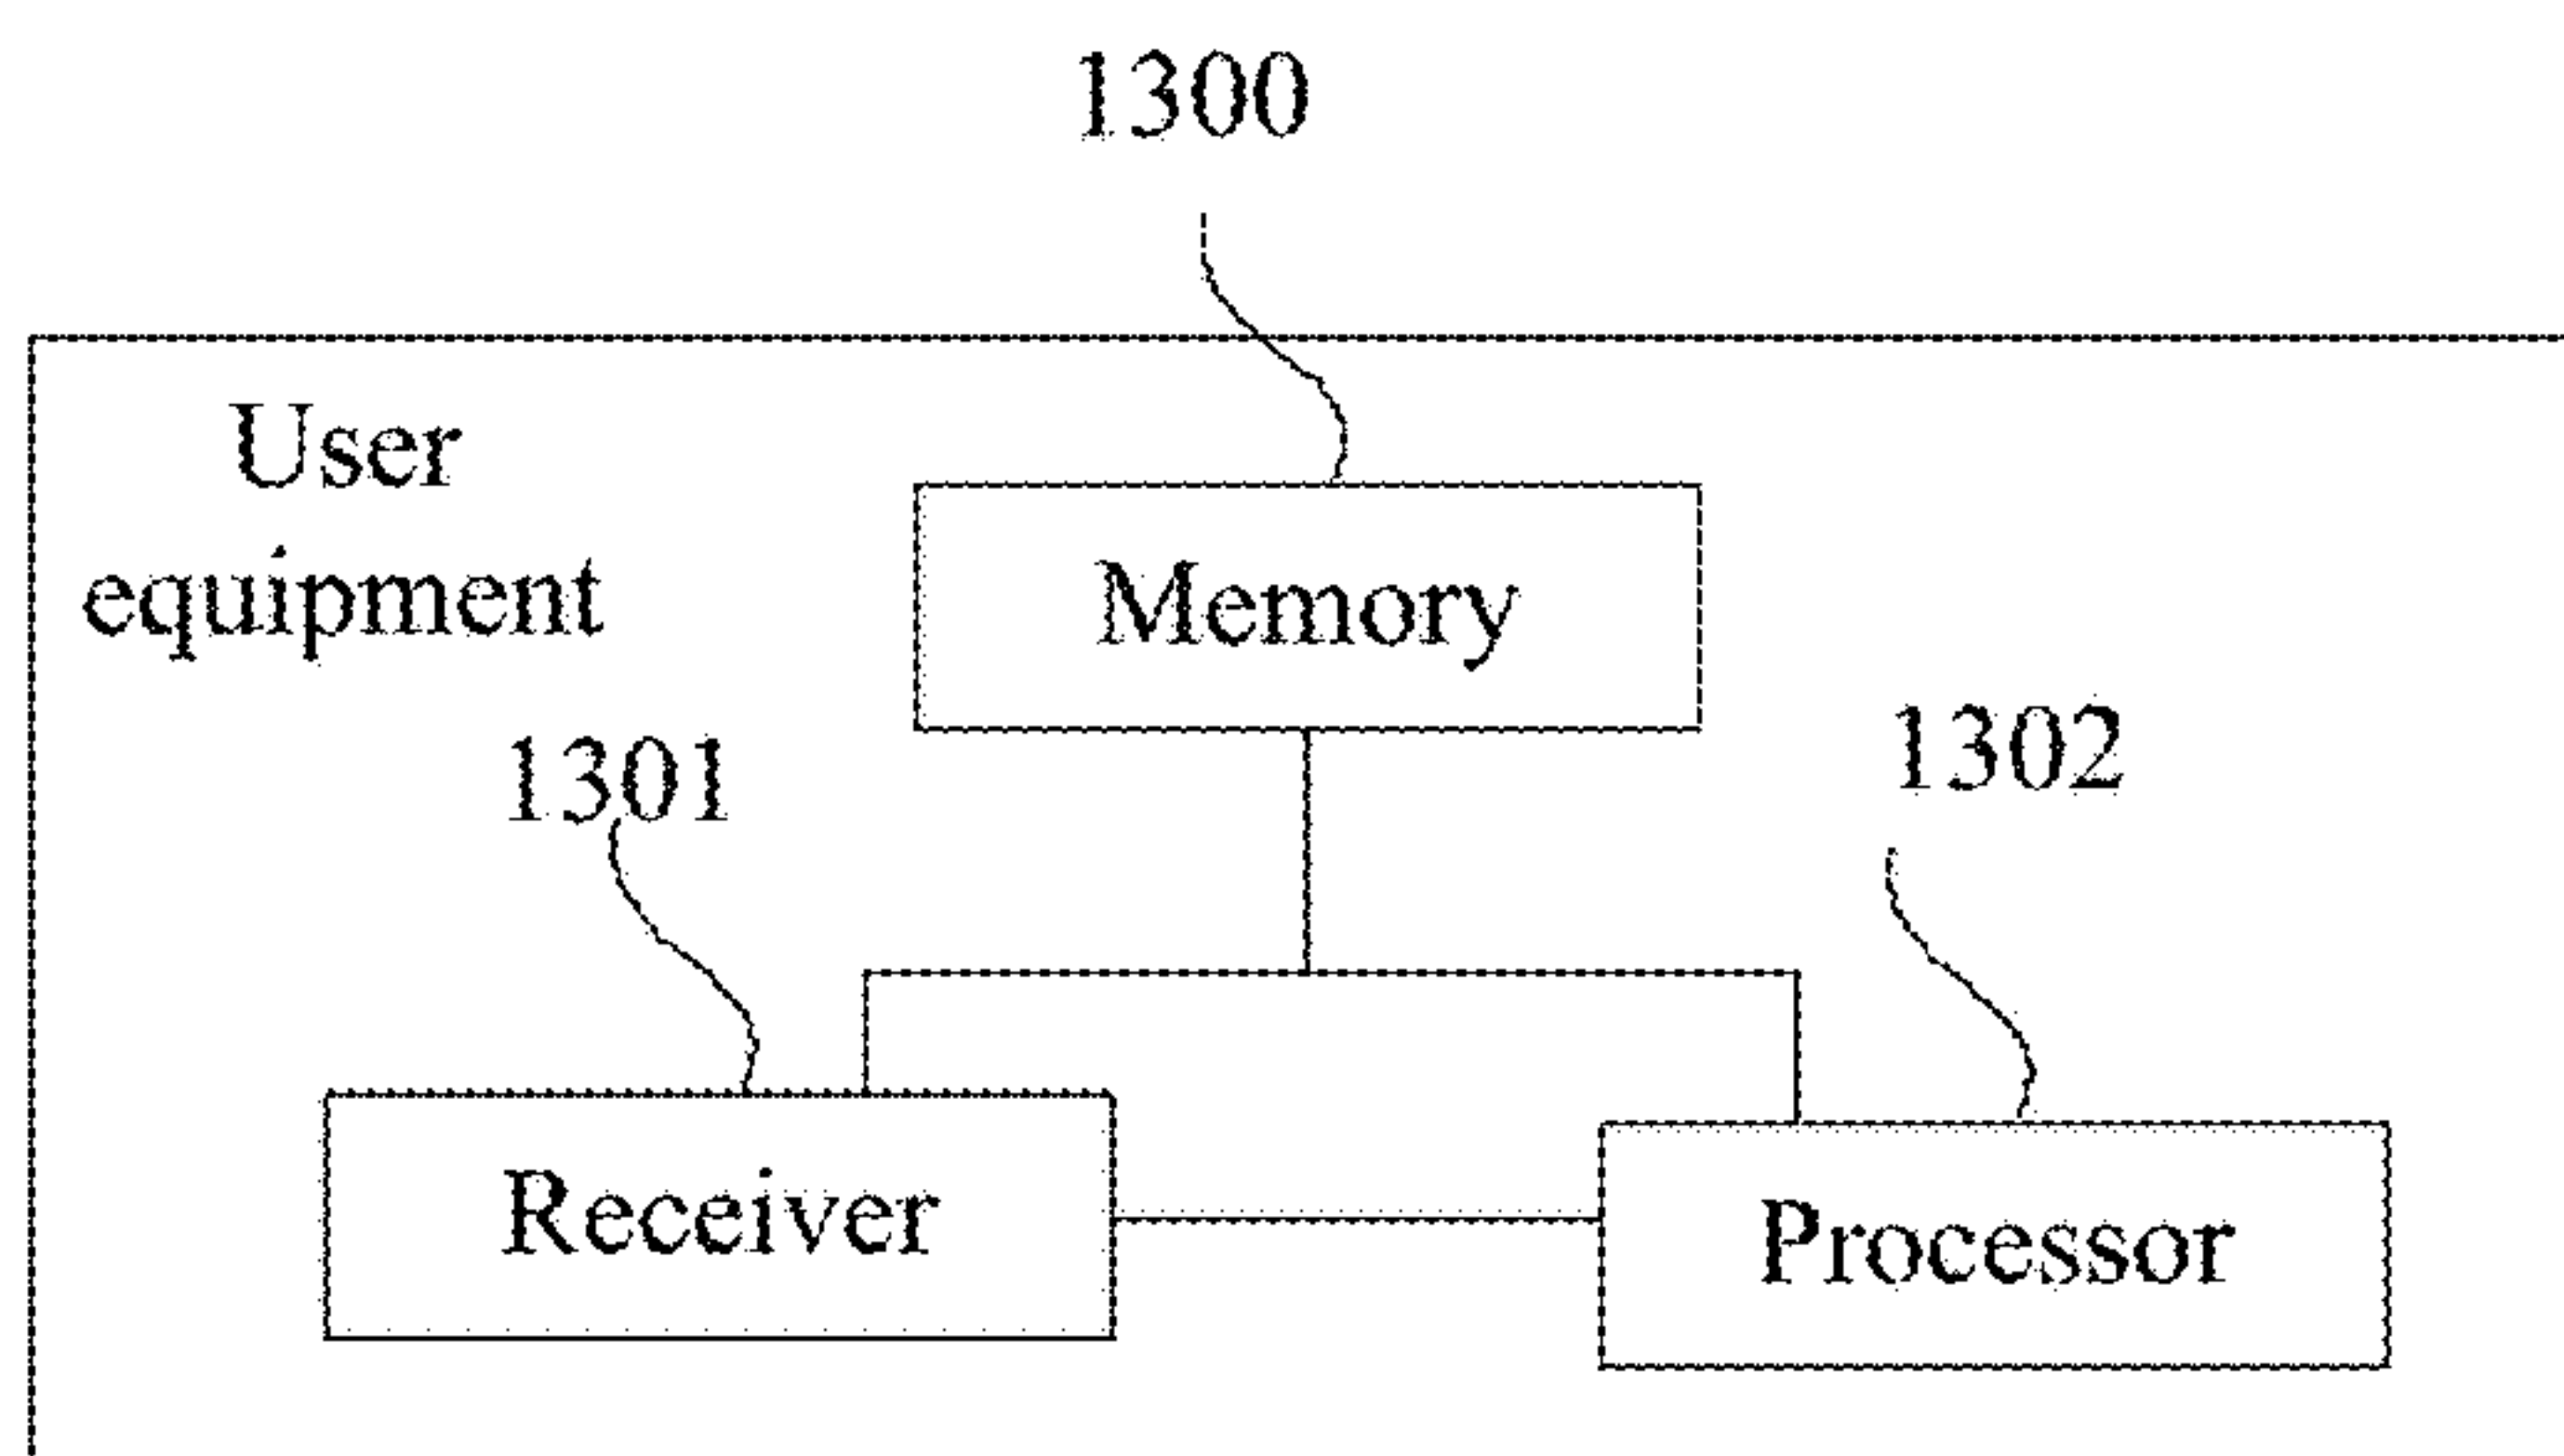 1300
User
equipment
Memory
1301
1302
Receiver
Processor